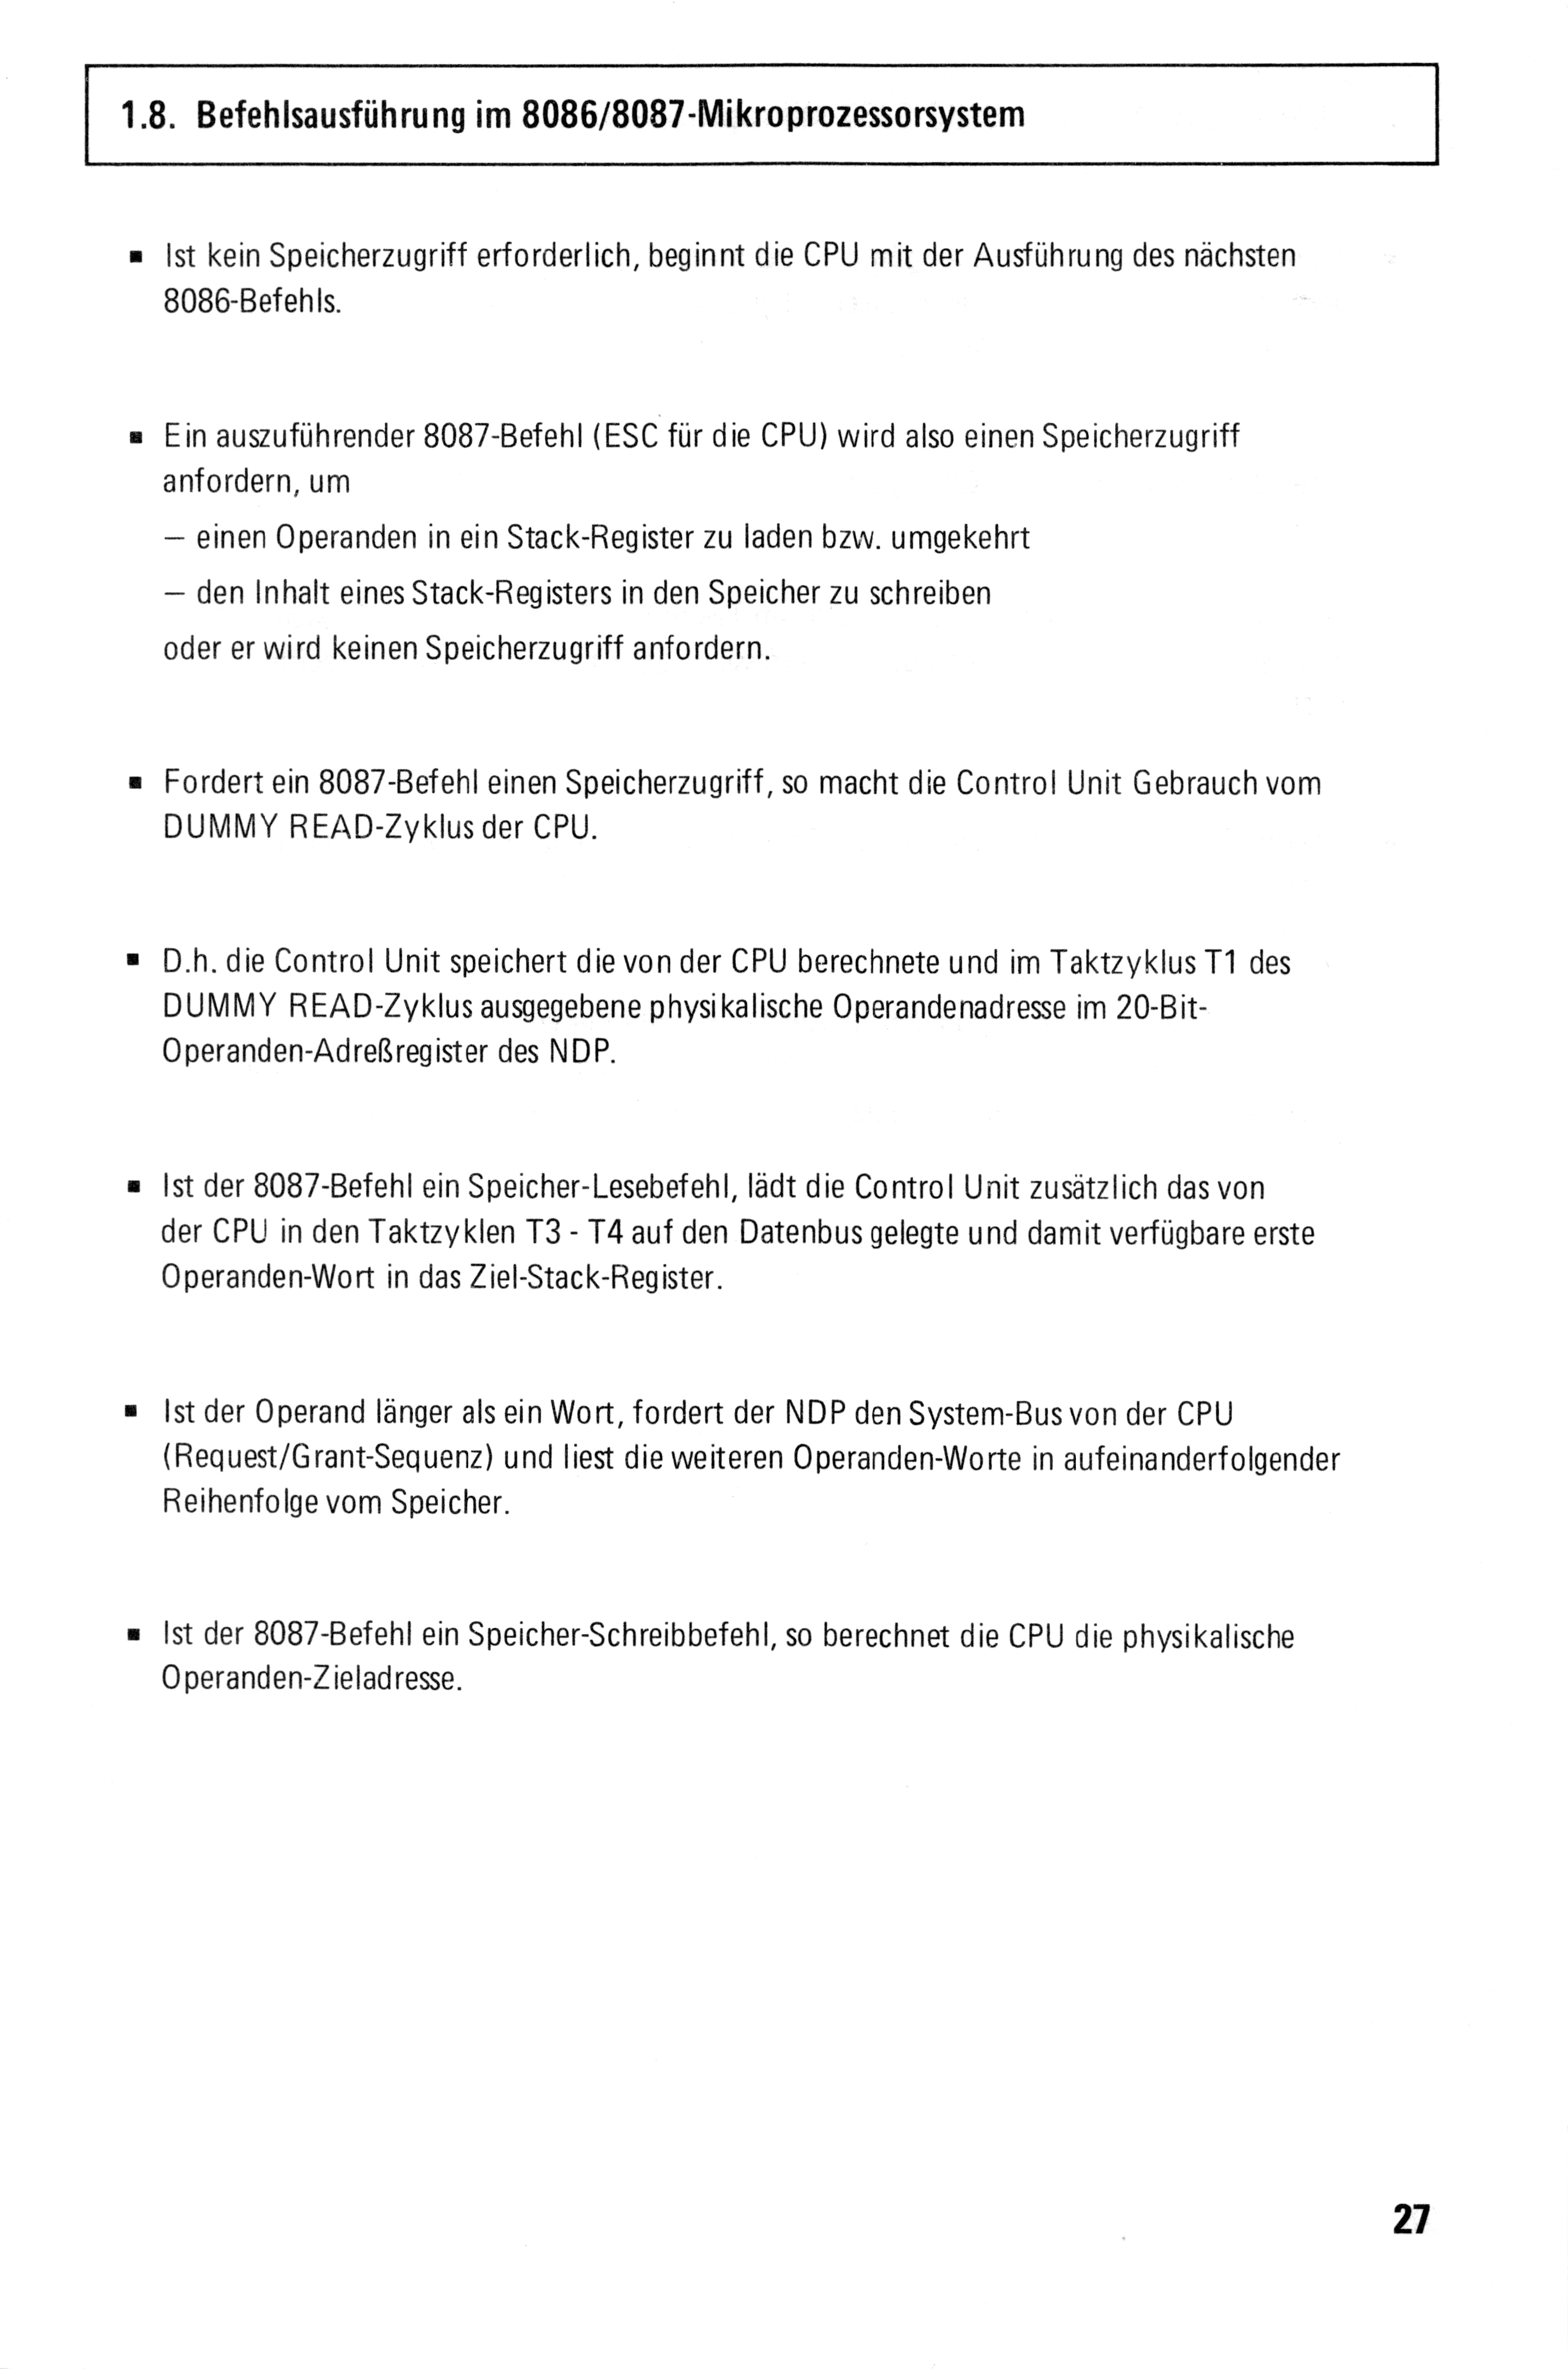 1.8. Befehlsausführung im 8086/8087-Mikroprozessorsystem
▪ Ist kein Speicherzugriff erforderlich, beginnt die CPU mit der Ausführung des nächsten
8086-Befehls.
▪ Ein auszuführender 8087-Befehl (ESC für die CPU) wird also einen Speicherzugriff
anfordern, um
— einen Operanden in ein Stack-Register zu laden bzw. umgekehrt
— den Inhalt eines Stack-Registers in den Speicher zu schreiben
oder er wird keinen Speicherzugriff anfordern.
▪ Fordert ein 8087-Befehl einen Speicherzugriff, so macht die Control Unit Gebrauch vom
DUMMY READ-Zyklus der CPU.
▪ D.h. die Control Unit speichert die von der CPU berechnete und im Taktzyklus T1 des
DUMMY READ-Zyklus ausgegebene physikalische Operandenadresse im 20-Bit-
Operanden-Adreßregister des NDP.
▪ Ist der 8087-Befehl ein Speicher-Lesebefehl, lädt die Control Unit zusätzlich das von
der CPU in den Taktzyklen T3 - T4 auf den Datenbus gelegte und damit verfügbare erste
Operanden-Wort in das Ziel-Stack-Register.
▪ Ist der Operand länger als ein Wort, fordert der NDP den System-Bus von der CPU
(Request/Grant-Sequenz) und liest die weiteren Operanden-Worte in aufeinanderfolgender
Reihenfolge vom Speicher.
▪ Ist der 8087-Befehl ein Speicher-Schreibbefehl, so berechnet die CPU die physikalische
Operanden-Zieladresse.
27